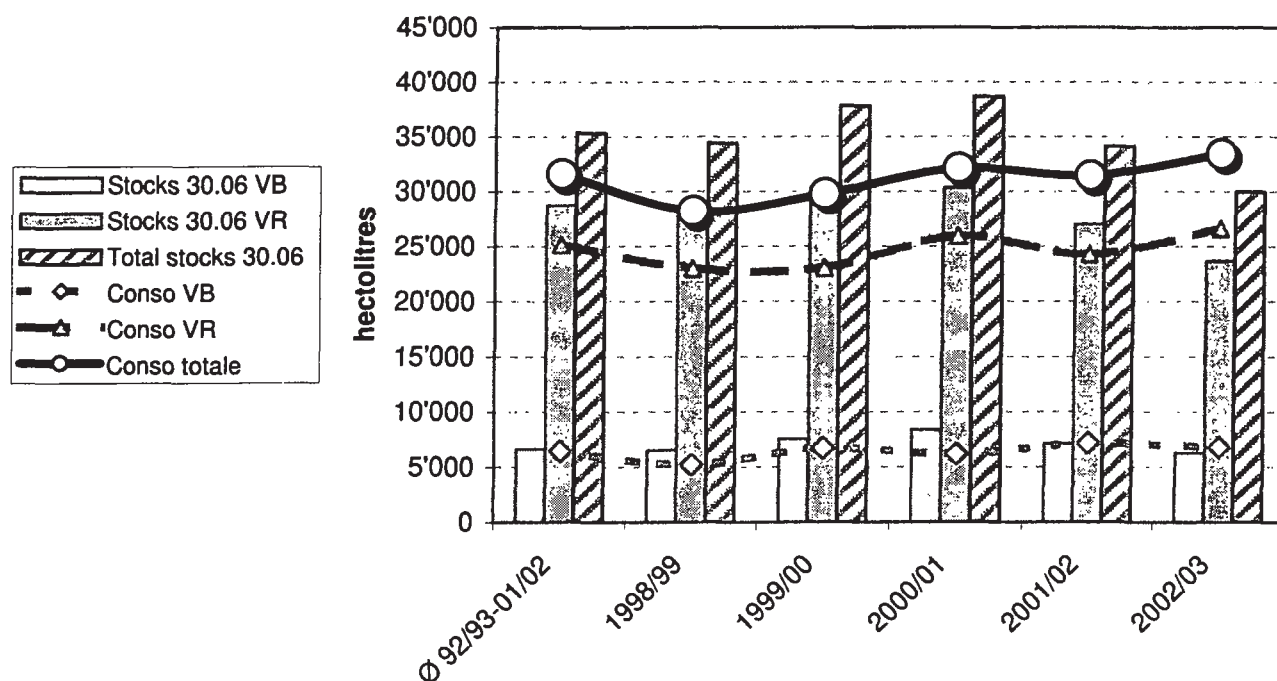 Stocks 30.06 VB
Stocks 30.06 VR
Total stocks 30.06
Conso VB
Conso VR
Conso totale
hectolitres
45'000
40'000
35'000
30'000
25'000
20'000
15'000
10'000
5'000
0
Ø 92/93-01/02
1998/99
1999/00
2000/01
2001/02
2002/03